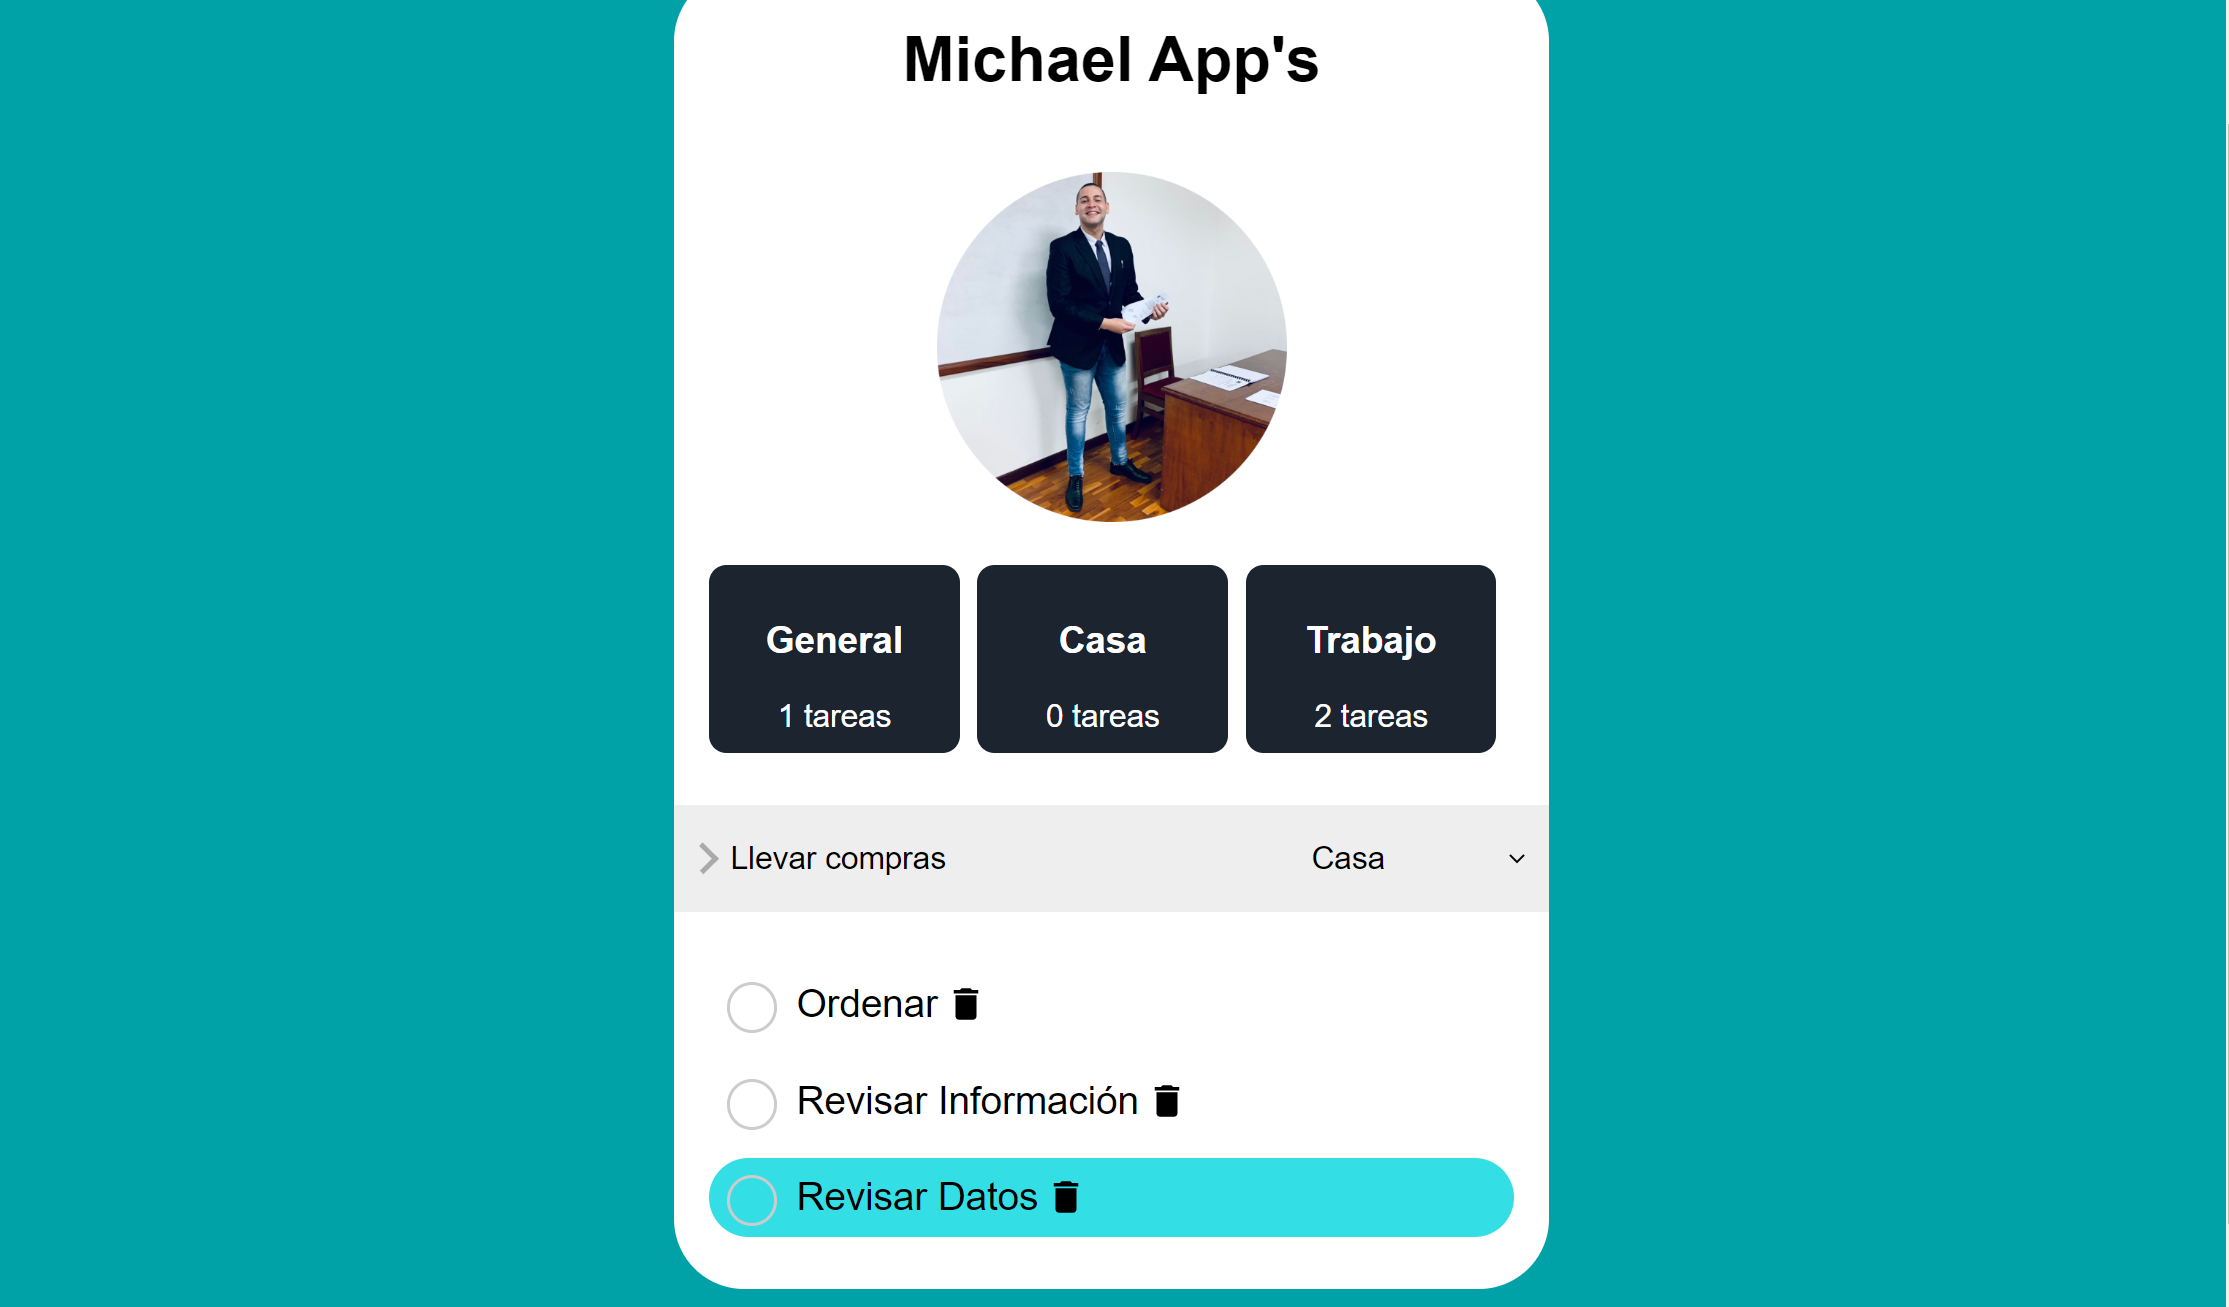 Michael App's
General
1 tareas
Casa
0 tareas
Trabajo
2 tareas
Llevar compras
Casa
Ordenar
Revisar Información
Revisar Datos